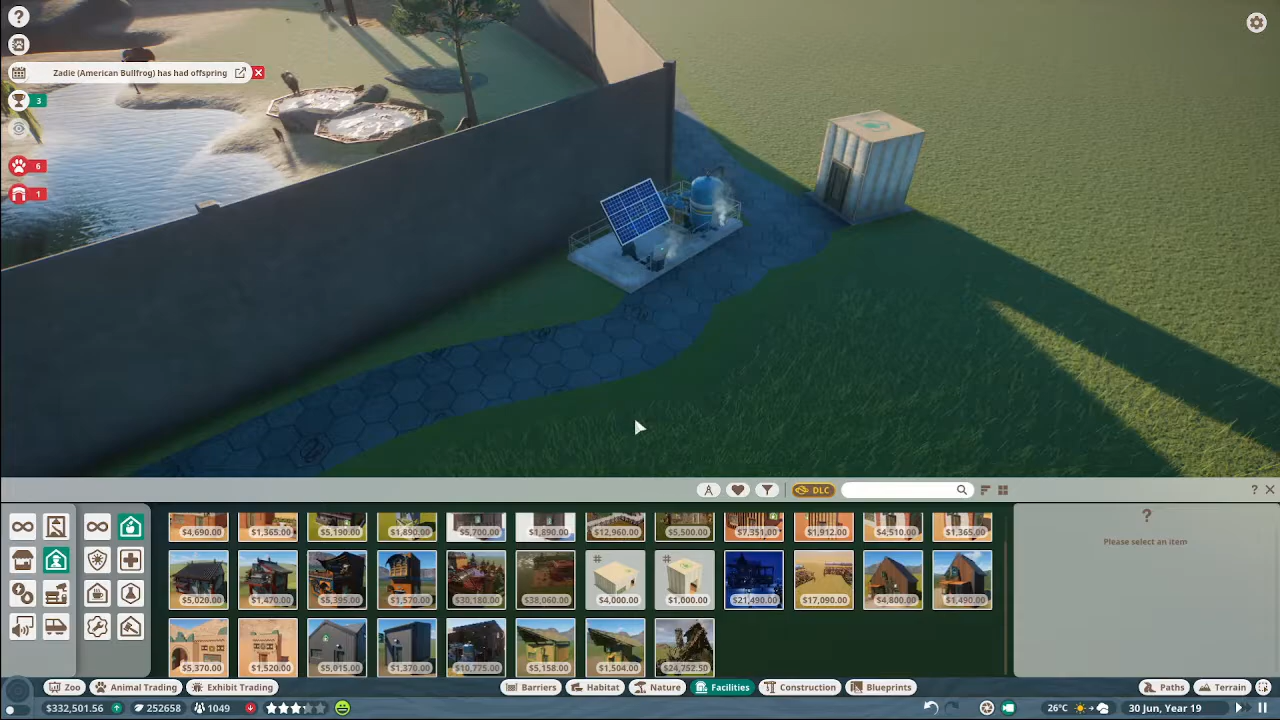 ?
Zadie (American Bullfrog) has had offspring
3
6
1
DLC
?
$4,690.00 $1,365.00 $5,190.00 $1,890.00 $5,700.00 $1,890.00 $12,960.00 $5,500.00 $7,351.00 $1,912.00 $4,510.00 $1,365.00
?
Please select an item
$5,020.00 $1,470.00 $5,395.00 $1,570.00 $30,180.00 $38,060.00 $4,000.00 $1,000.00 $21,490.00 $17,090.00 $4,800.00 $1,490.00
$5,370.00 $1,520.00 $5,015.00 $1,370.00 $10,775.00 $5,158.00 $1,504.00 $24,752.50
Zoo Animal Trading Exhibit Trading Barriers Habitat Nature Facilities Construction Blueprints Paths Terrain
$332,501.56 252658 1049 26°C 30 Jun, Year 19